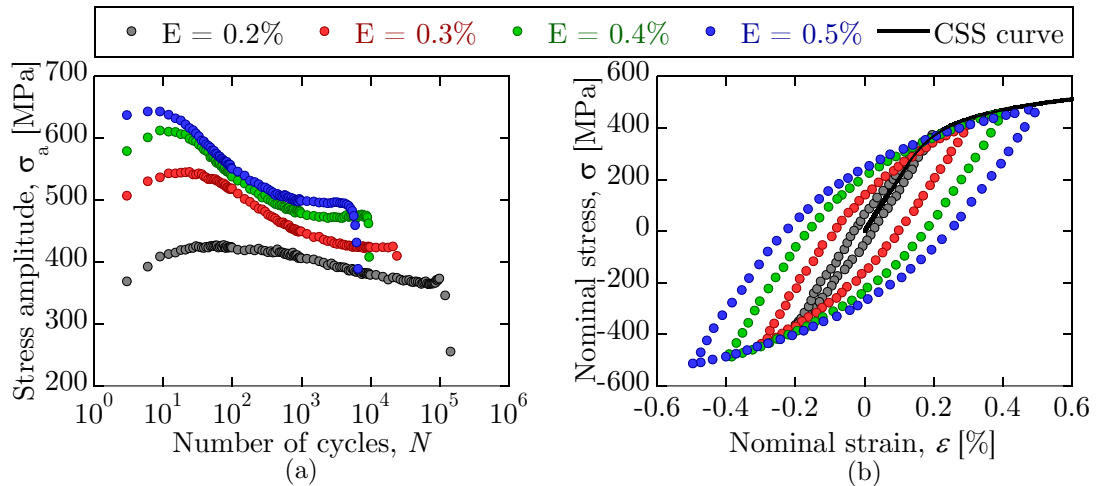 E = 0.2% E = 0.3% E = 0.4% E = 0.5% CSS curve
Stress amplitude, σa [MPa]
700
600
500
400
300
200
10^0 10^1 10^2 10^3 10^4 10^5 10^6
Number of cycles, N
(a)
Nominal stress, σ [MPa]
600
400
200
0
-200
-400
-600
-0.6 -0.4 -0.2 0 0.2 0.4 0.6
Nominal strain, ε [%]
(b)